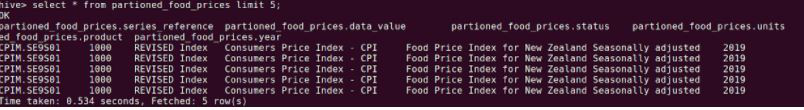 hive> select * from partioned_food_prices limit 5;
OK
partioned_food_prices.series_reference partioned_food_prices.data_value partioned_food_prices.status partioned_food_prices.units
ed_food_prices.product partioned_food_prices.year
CPIM.SE9S01 1000 REVISED Index Consumers Price Index - CPI Food Price Index for New Zealand Seasonally adjusted 2019
CPIM.SE9S01 1000 REVISED Index Consumers Price Index - CPI Food Price Index for New Zealand Seasonally adjusted 2019
CPIM.SE9S01 1000 REVISED Index Consumers Price Index - CPI Food Price Index for New Zealand Seasonally adjusted 2019
CPIM.SE9S01 1000 REVISED Index Consumers Price Index - CPI Food Price Index for New Zealand Seasonally adjusted 2019
CPIM.SE9S01 1000 REVISED Index Consumers Price Index - CPI Food Price Index for New Zealand Seasonally adjusted 2019
Time taken: 0.534 seconds, Fetched: 5 row(s)